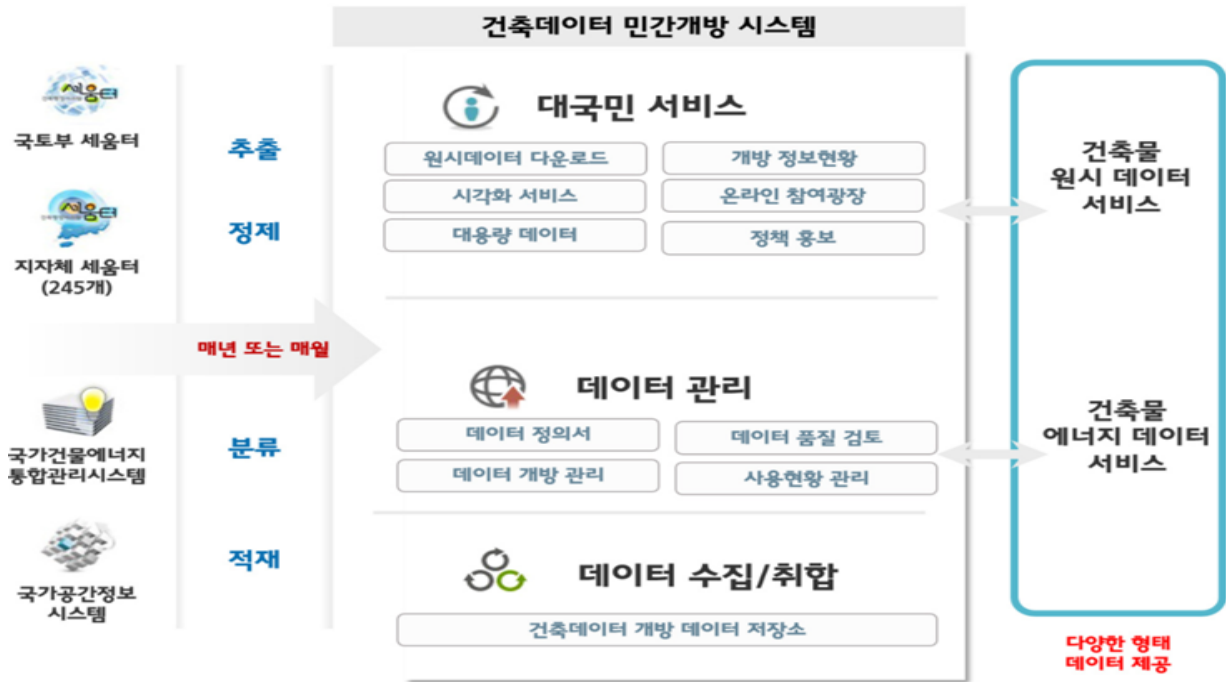 건축데이터 민간개방 시스템
세움터
국토부 세움터
세움터
지자체 세움터
(245개)
국가건물에너지
통합관리시스템
국가공간정보
시스템
추출
정제
매년 또는 매월
분류
적재
대국민 서비스
원시데이터 다운로드
개방 정보현황
시각화 서비스
온라인 참여광장
대용량 데이터
정책 홍보
데이터 관리
데이터 정의서
데이터 품질 검토
데이터 개방 관리
사용현황 관리
데이터 수집/취합
건축데이터 개방 데이터 저장소
건축물
원시 데이터
서비스
건축물
에너지 데이터
서비스
다양한 형태
데이터 제공